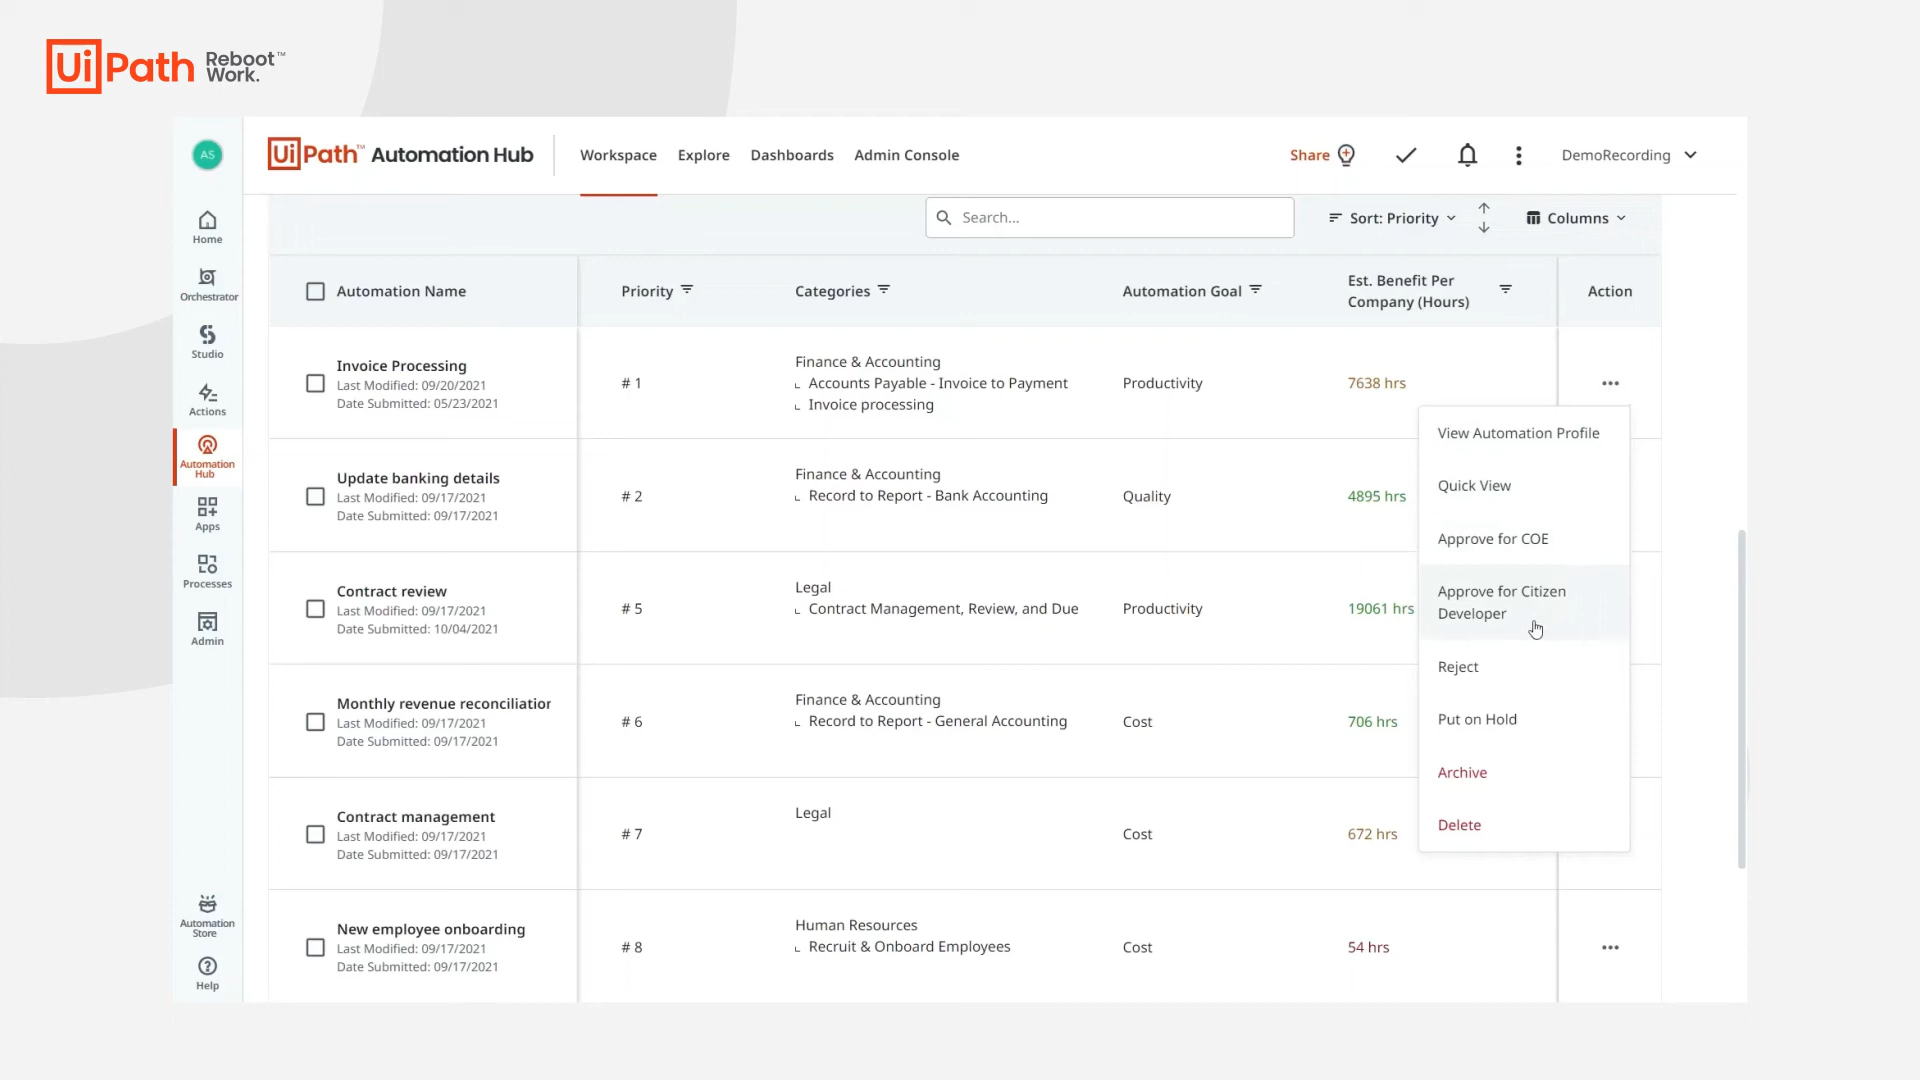 UiPath Reboot Work.™
AS
UiPath™ Automation Hub
Workspace
Explore
Dashboards
Admin Console
Share
DemoRecording
Home
Orchestrator
Studio
Actions
Automation
Hub
Apps
Processes
Admin
Automation
Store
Help
Search...
Sort: Priority
Columns
Automation Name
Priority
Categories
Automation Goal
Est. Benefit Per
Company (Hours)
Action
Invoice Processing
Last Modified: 09/20/2021
Date Submitted: 05/23/2021
# 1
Finance & Accounting
Accounts Payable - Invoice to Payment
Invoice processing
Productivity
7638 hrs
Update banking details
Last Modified: 09/17/2021
Date Submitted: 09/17/2021
# 2
Finance & Accounting
Record to Report - Bank Accounting
Quality
4895 hrs
Contract review
Last Modified: 09/17/2021
Date Submitted: 10/04/2021
# 5
Legal
Contract Management, Review, and Due
Productivity
19061 hrs
Monthly revenue reconciliation
Last Modified: 09/17/2021
Date Submitted: 09/17/2021
# 6
Finance & Accounting
Record to Report - General Accounting
Cost
706 hrs
Contract management
Last Modified: 09/17/2021
Date Submitted: 09/17/2021
# 7
Legal
Cost
672 hrs
New employee onboarding
Last Modified: 09/17/2021
Date Submitted: 09/17/2021
# 8
Human Resources
Recruit & Onboard Employees
Cost
54 hrs
View Automation Profile
Quick View
Approve for COE
Approve for Citizen
Developer
Reject
Put on Hold
Archive
Delete